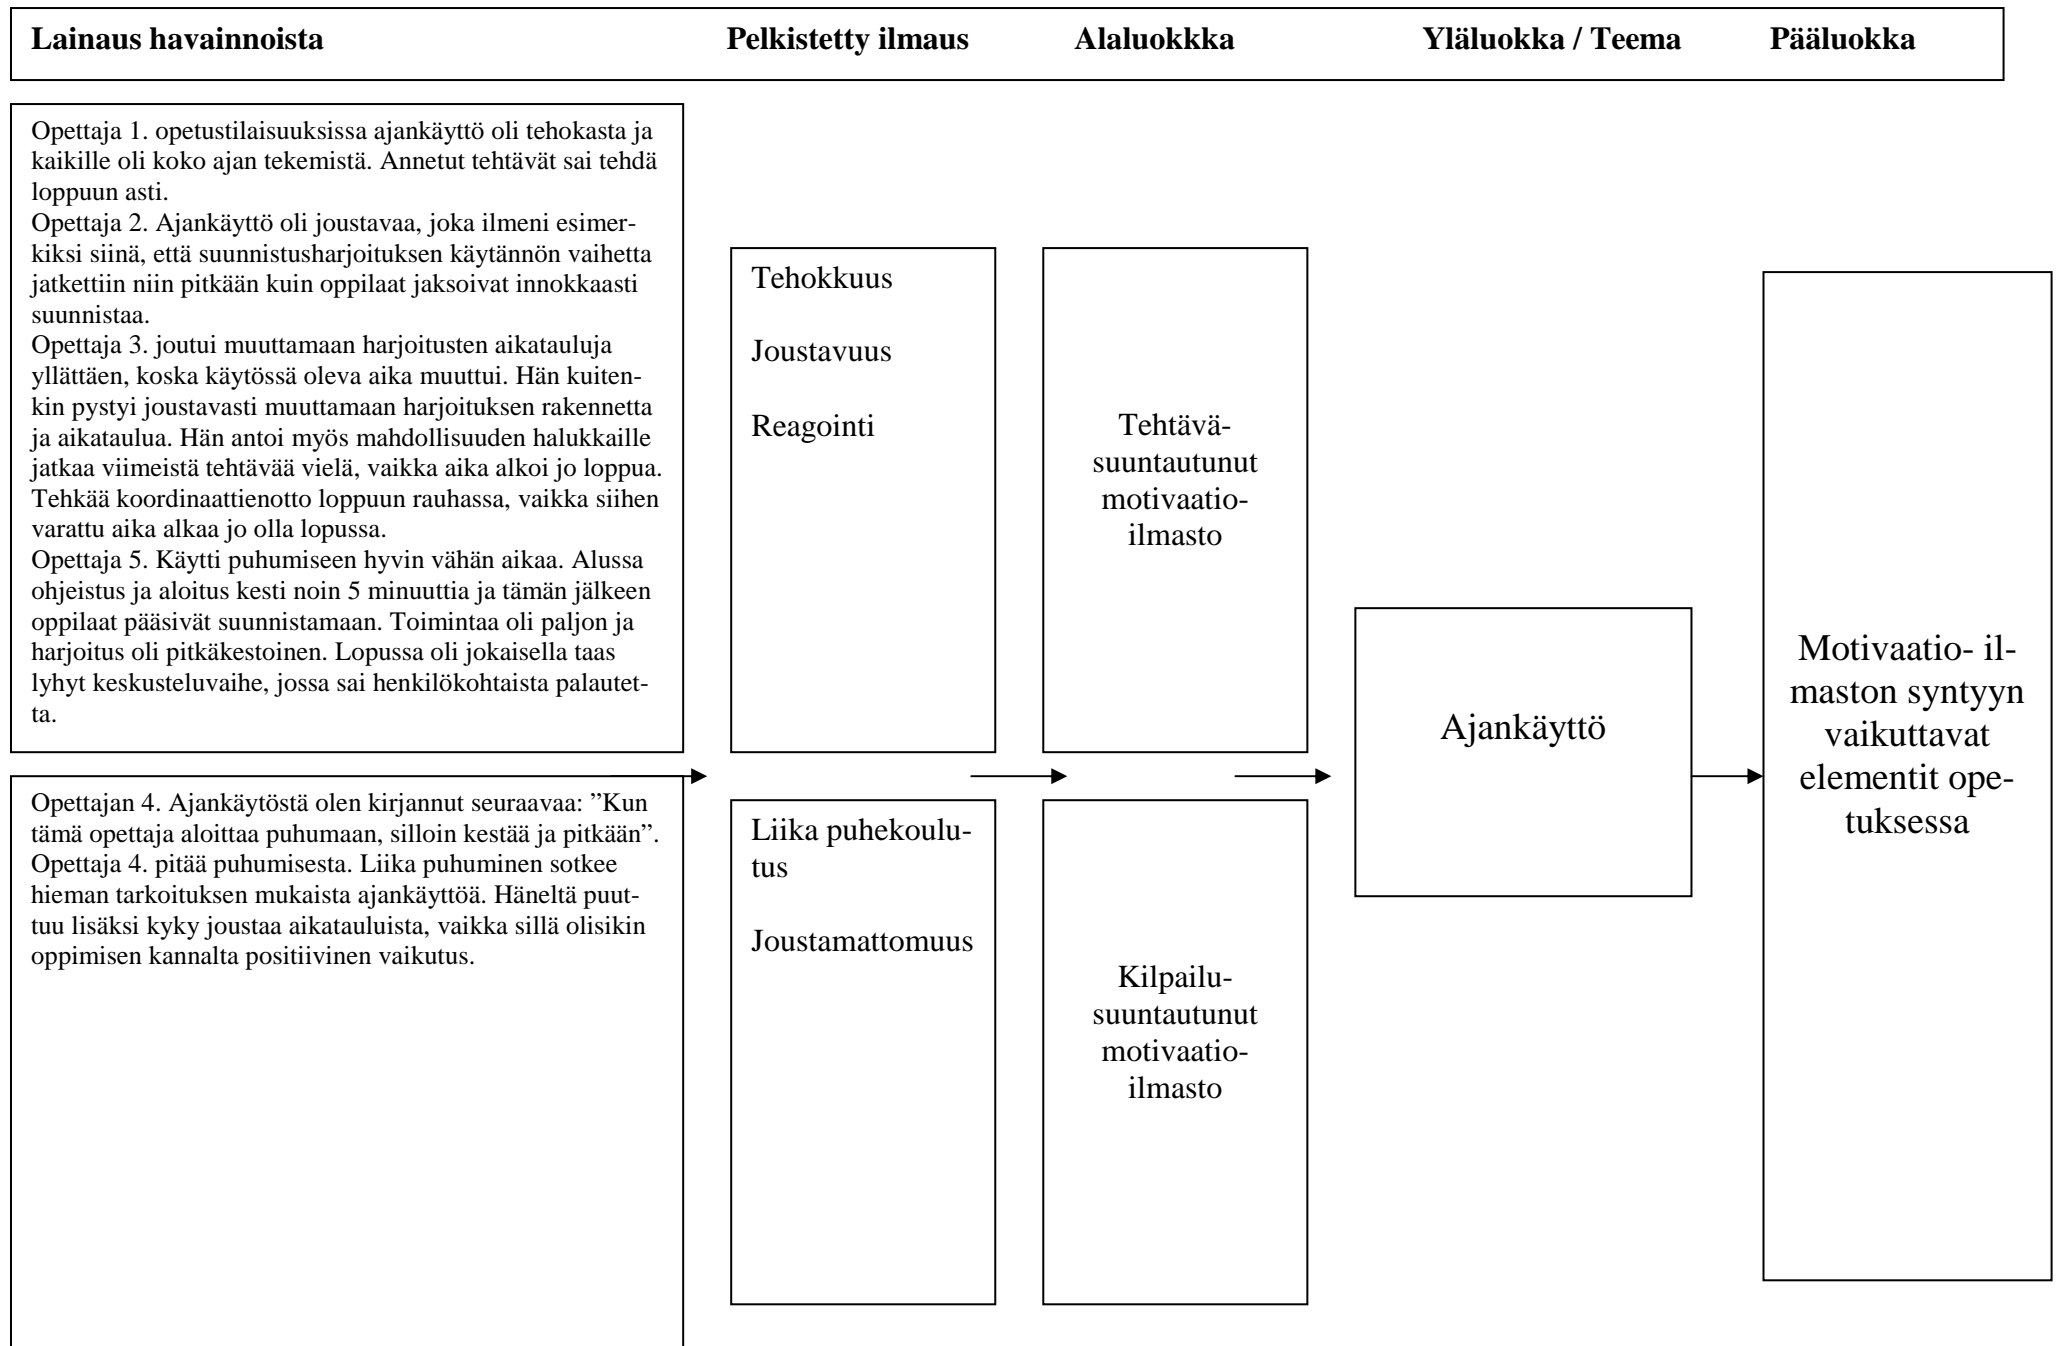 Lainaus havainnoista Pelkistetty ilmaus Alaluokkka Yläluokka / Teema Pääluokka
Opettaja 1. opetustilaisuuksissa ajankäyttö oli tehokasta ja
kaikille oli koko ajan tekemistä. Annetut tehtävät sai tehdä
loppuun asti.
Opettaja 2. Ajankäyttö oli joustavaa, joka ilmeni esimer-
kiksi siinä, että suunnistusharjoituksen käytännön vaihetta
jatkettiin niin pitkään kuin oppilaat jaksoivat innokkaasti
suunnistaa.
Opettaja 3. joutui muuttamaan harjoitusten aikatauluja
yllättäen, koska käytössä oleva aika muuttui. Hän kuiten-
kin pystyi joustavasti muuttamaan harjoituksen rakennetta
ja aikataulua. Hän antoi myös mahdollisuuden halukkaille
jatkaa viimeistä tehtävää vielä, vaikka aika alkoi jo loppua.
Tehkää koordinaattienotto loppuun rauhassa, vaikka siihen
varattu aika alkaa jo olla lopussa.
Opettaja 5. Käytti puhumiseen hyvin vähän aikaa. Alussa
ohjeistus ja aloitus kesti noin 5 minuuttia ja tämän jälkeen
oppilaat pääsivät suunnistamaan. Toimintaa oli paljon ja
harjoitus oli pitkäkestoinen. Lopussa oli jokaisella taas
lyhyt keskusteluvaihe, jossa sai henkilökohtaista palautet-
ta.
Opettajan 4. Ajankäytöstä olen kirjannut seuraavaa: ”Kun
tämä opettaja aloittaa puhumaan, silloin kestää ja pitkään”.
Opettaja 4. pitää puhumisesta. Liika puhuminen sotkee
hieman tarkoituksen mukaista ajankäyttöä. Häneltä puut-
tuu lisäksi kyky joustaa aikatauluista, vaikka sillä olisikin
oppimisen kannalta positiivinen vaikutus.
Tehokkuus
Joustavuus
Reagointi
Liika puhekoulu-
tus
Joustamattomuus
Tehtävä-
suuntautunut
motivaatio-
ilmasto
Kilpailu-
suuntautunut
motivaatio-
ilmasto
Ajankäyttö
Motivaatio- il-
maston syntyyn
vaikuttavat
elementit ope-
tuksessa